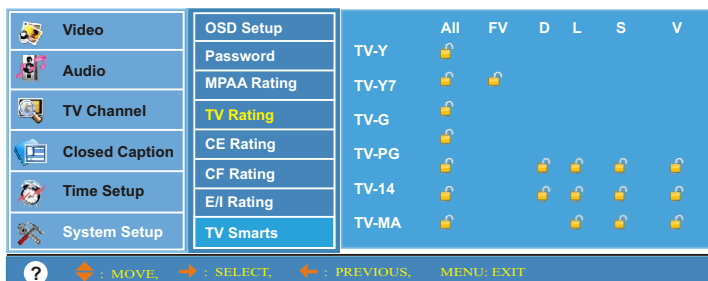 Video
Audio
TV Channel
Closed Caption
Time Setup
System Setup
OSD Setup
Password
MPAA Rating
TV Rating
CE Rating
CF Rating
E/I Rating
TV Smarts
All FV D L S V
TV-Y
TV-Y7
TV-G
TV-PG
TV-14
TV-MA
? : MOVE, : SELECT, : PREVIOUS, MENU: EXIT